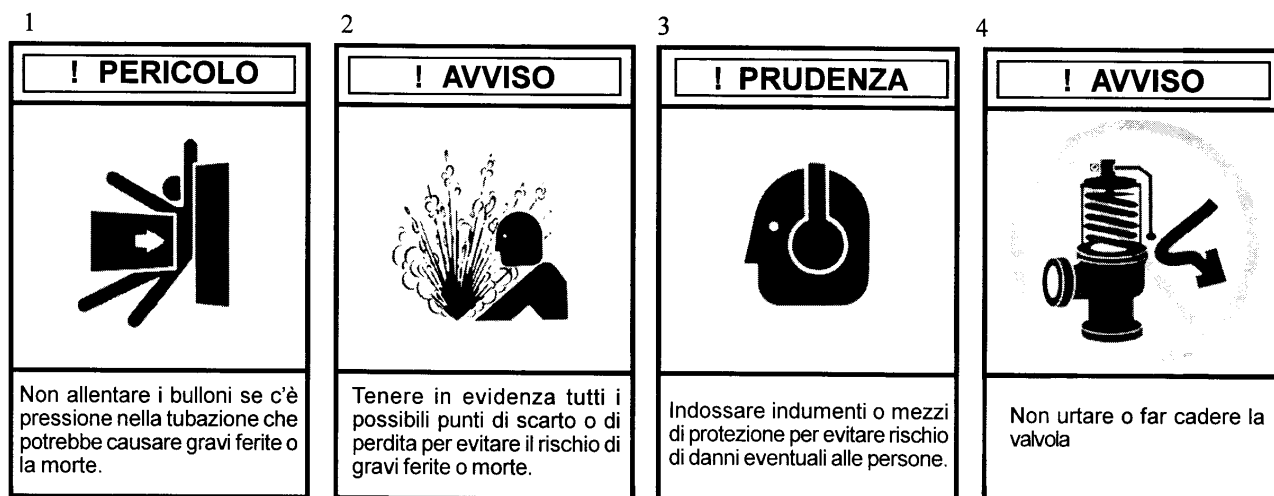 1
! PERICOLO
Non allentare i bulloni se c'è
pressione nella tubazione che
potrebbe causare gravi ferite o
la morte.
2
! AVVISO
Tenere in evidenza tutti i
possibili punti di scarto o di
perdita per evitare il rischio di
gravi ferite o morte.
3
! PRUDENZA
Indossare indumenti o mezzi
di protezione per evitare rischio
di danni eventuali alle persone.
4
! AVVISO
Non urtare o far cadere la
valvola